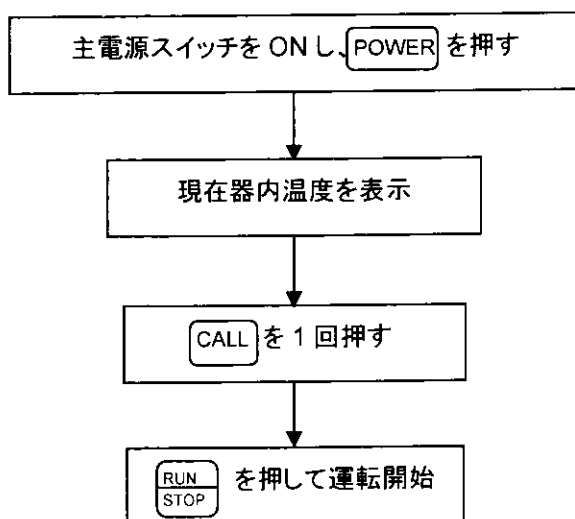 主電源スイッチを ON し、POWER を押す
現在器内温度を表示
CALL を 1 回押す
RUN
STOP を押して運転開始